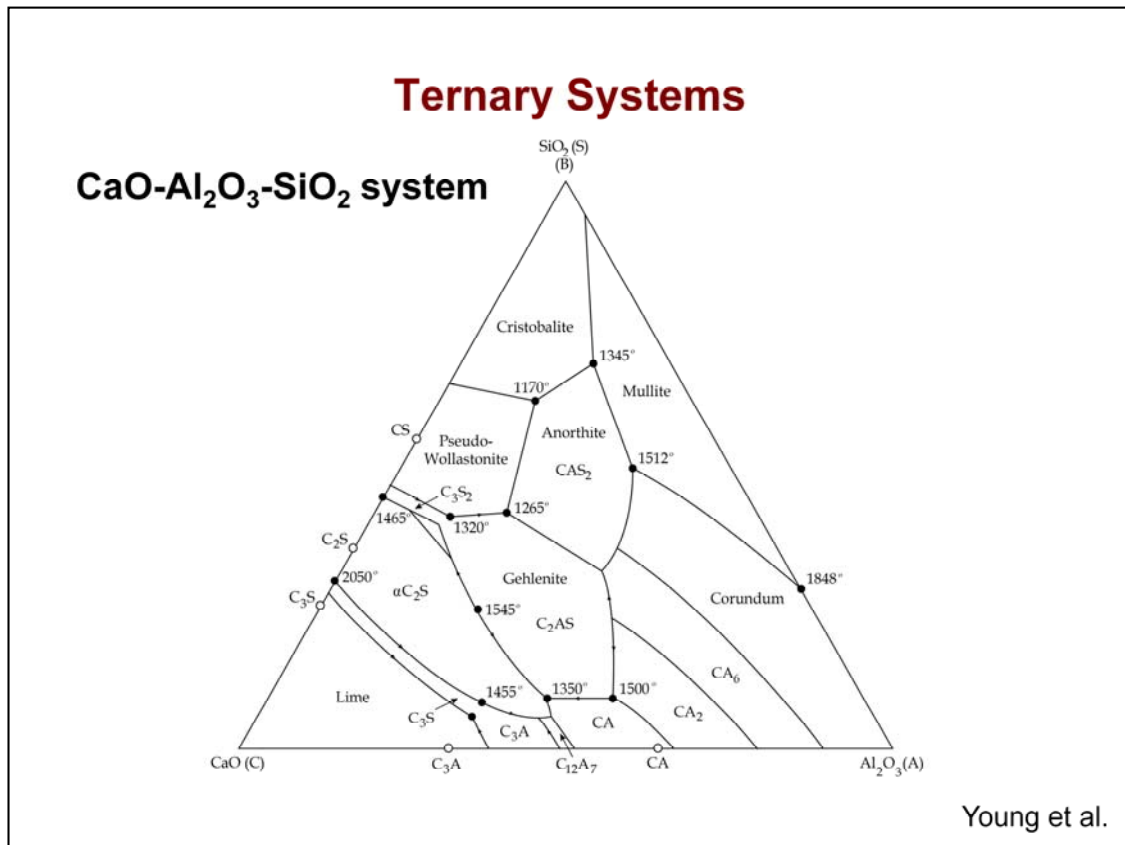 Ternary Systems
SiO₂ (S)
(B)
CaO-Al₂O₃-SiO₂ system
Cristobalite
1345°
1170°
Mullite
CS
Pseudo-
Wollastonite
Anorthite
CAS₂
1512°
C₃S₂
1465°
1320°
1265°
C₂S
2050°
C₃S
αC₂S
Gehlenite
C₂AS
1545°
Corundum
1848°
CA₆
Lime
C₃S
1455°
1350°
1500°
C₃A
CA
CA₂
CaO (C)
C₃A
C₁₂A₇
CA
Al₂O₃ (A)
Young et al.